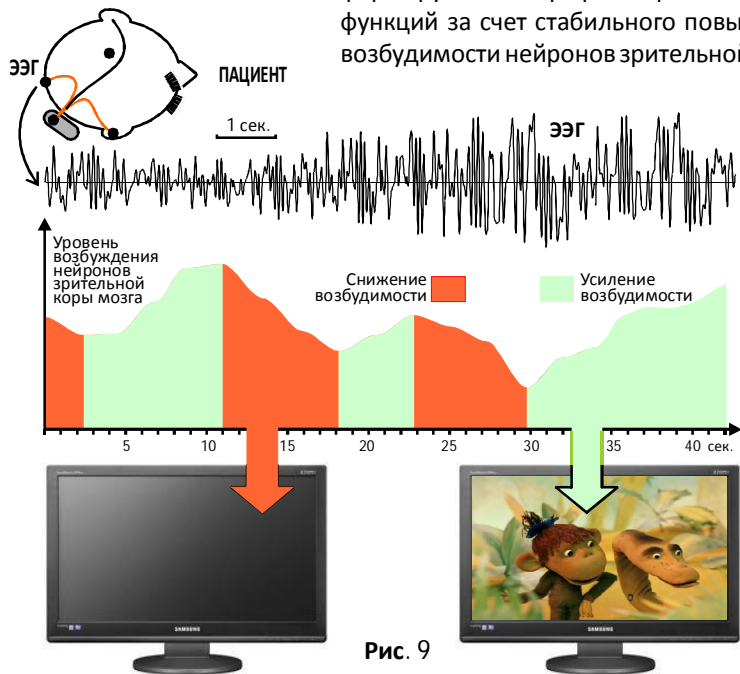 функций за счет стабильного повы
возбудимости нейронов зрительной
ЭЭГ
ПАЦИЕНТ
1 сек.
ЭЭГ
Уровень
возбуждения
нейронов
зрительной
коры мозга
Снижение
возбудимости
Усиление
возбудимости
5 10 15 20 25 30 35 40 сек.
SAMSUNG
SAMSUNG
Рис. 9